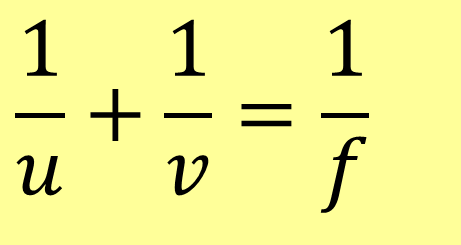 1/u + 1/v = 1/f